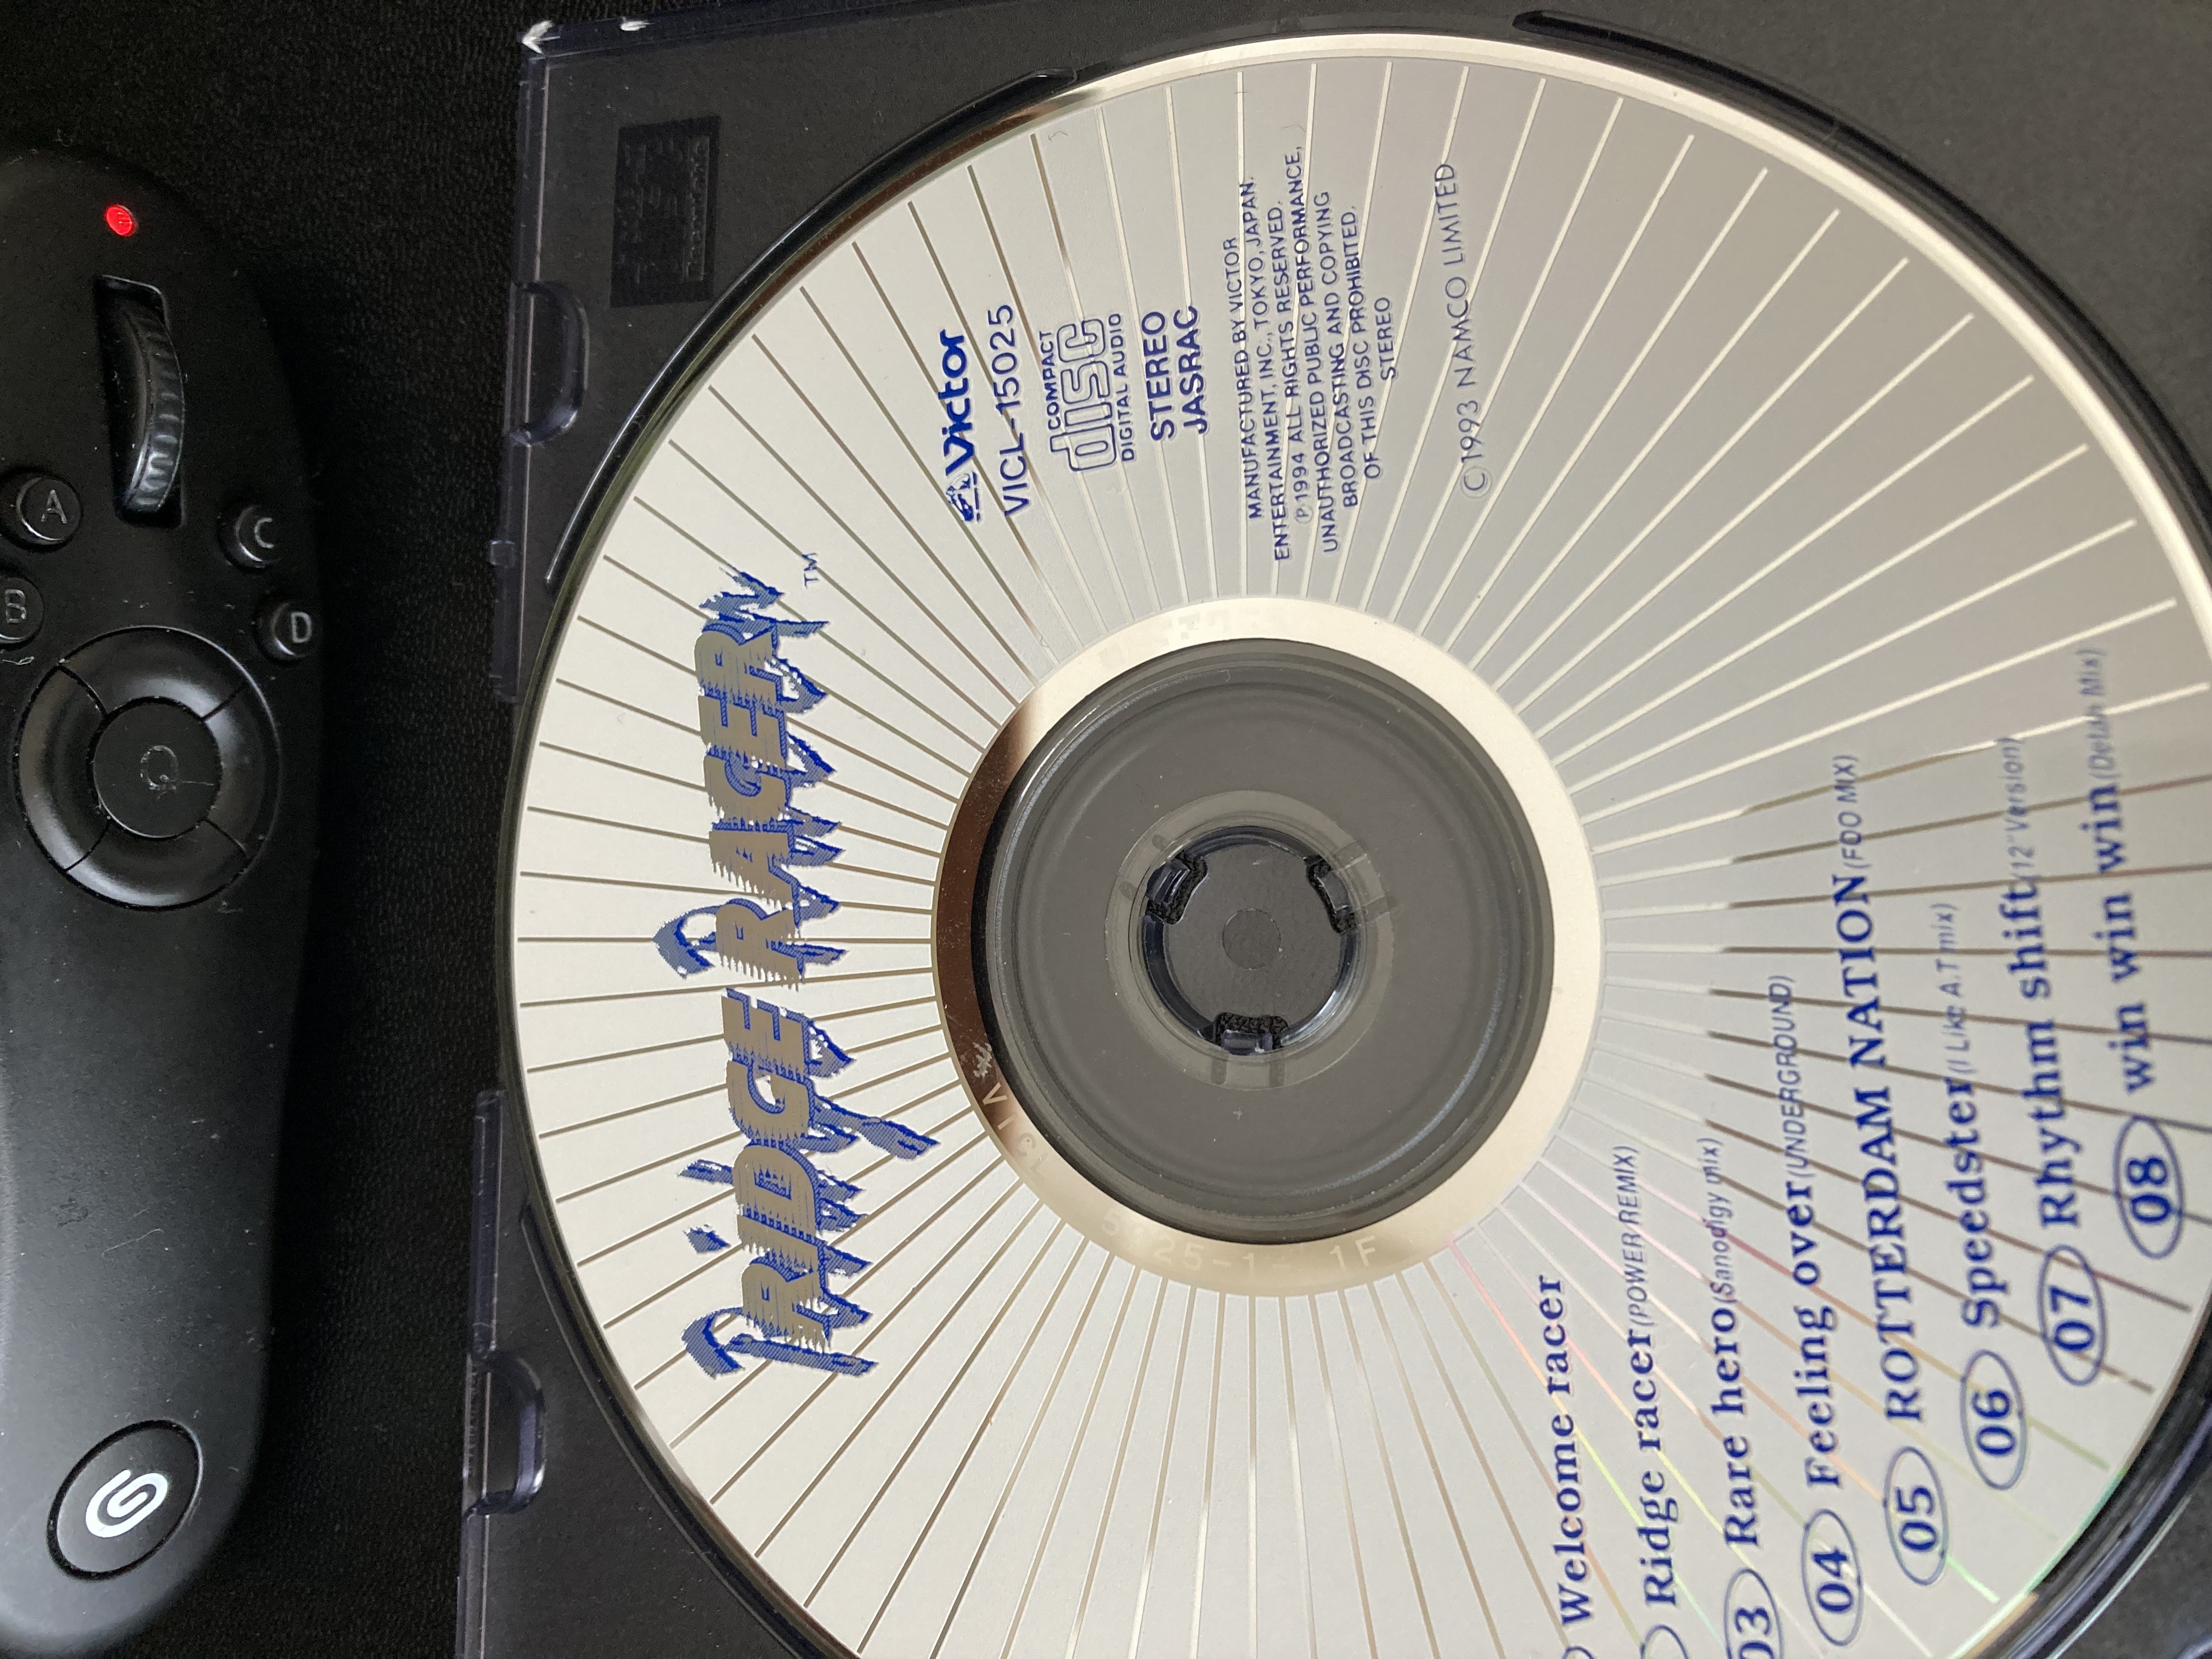 RIDGE RACER™
Victor
VICL-15025
COMPACT
disc
DIGITAL AUDIO
STEREO
JASRAC
MANUFACTURED BY VICTOR
ENTERTAINMENT, INC., TOKYO, JAPAN.
Ⓟ 1994 ALL RIGHTS RESERVED.
UNAUTHORIZED PUBLIC PERFORMANCE,
BROADCASTING AND COPYING
OF THIS DISC PROHIBITED.
STEREO
©1993 NAMCO LIMITED
Welcome racer
Ridge racer (POWER REMIX)
03 Rare hero (Sanodigy mix)
04 Feeling over (UNDERGROUND)
05 ROTTERDAM NATION (FOO MIX)
06 Speedster (I Like A.T mix)
07 Rhythm shift (12" Version)
08 win win win (Delah Mix)
A
B
C
D